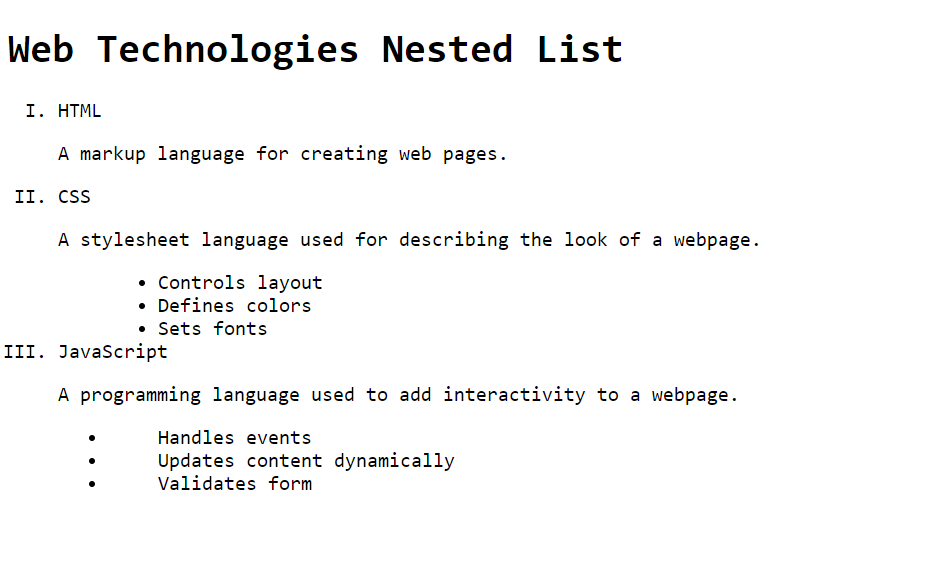 Web Technologies Nested List
I. HTML
A markup language for creating web pages.
II. CSS
A stylesheet language used for describing the look of a webpage.
• Controls layout
• Defines colors
• Sets fonts
III. JavaScript
A programming language used to add interactivity to a webpage.
• Handles events
• Updates content dynamically
• Validates form